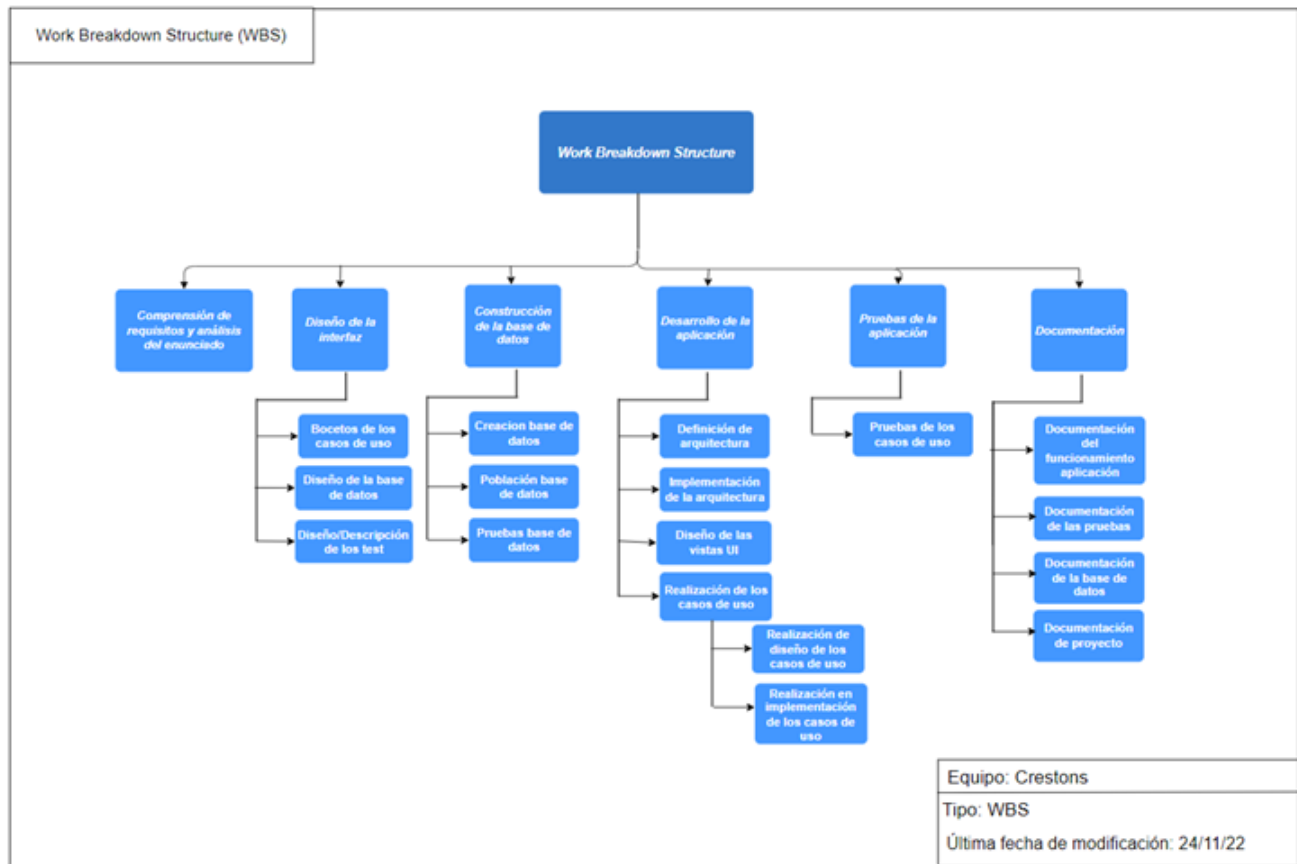 Work Breakdown Structure (WBS)
Work Breakdown Structure
Comprensión de
requisitos y análisis
del enunciado
Diseño de la
interfaz
Construcción
de la base de
datos
Desarrollo de la
aplicación
Pruebas de la
aplicación
Documentación
Bocetos de los
casos de uso
Diseño de la base
de datos
Diseño/Descripción
de los test
Creacion base de
datos
Población base
de datos
Pruebas base de
datos
Definición de
arquitectura
Implementación
de la arquitectura
Diseño de las
vistas UI
Realización de los
casos de uso
Realización de
diseño de los
casos de uso
Realización en
implementación
de los casos de
uso
Pruebas de los
casos de uso
Documentación
del
funcionamiento
aplicación
Documentación
de las pruebas
Documentación
de la base de
datos
Documentación
de proyecto
Equipo: Crestons
Tipo: WBS
Última fecha de modificación: 24/11/22